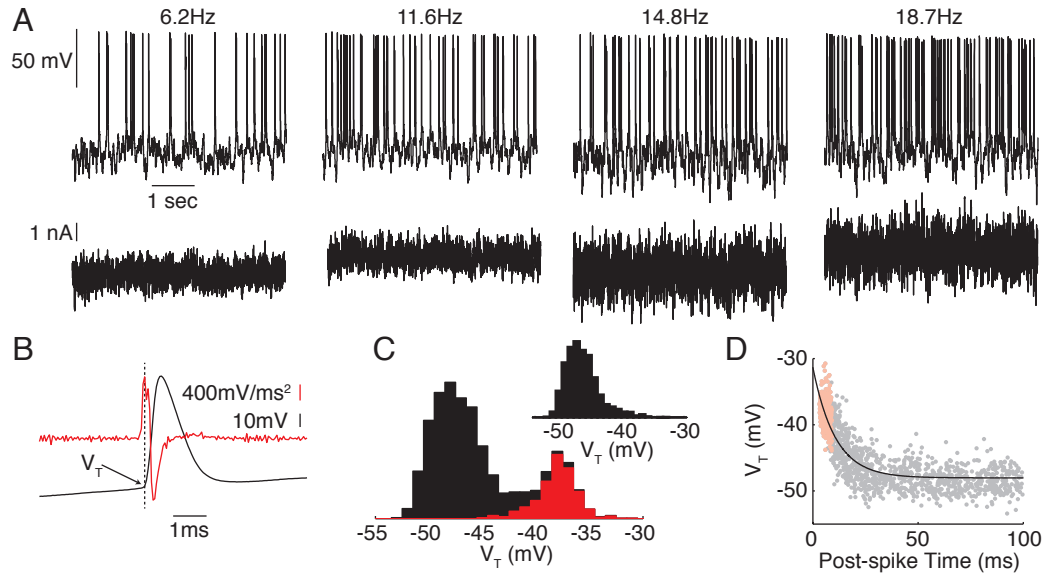 A
6.2Hz 11.6Hz 14.8Hz 18.7Hz
50 mV
1 sec
1 nA
B
400mV/ms²
10mV
V_T
1ms
C
-50 -40 -30
V_T (mV)
-55 -50 -45 -40 -35 -30
V_T (mV)
D
-30
-40
-50
V_T (mV)
0 50 100
Post-spike Time (ms)